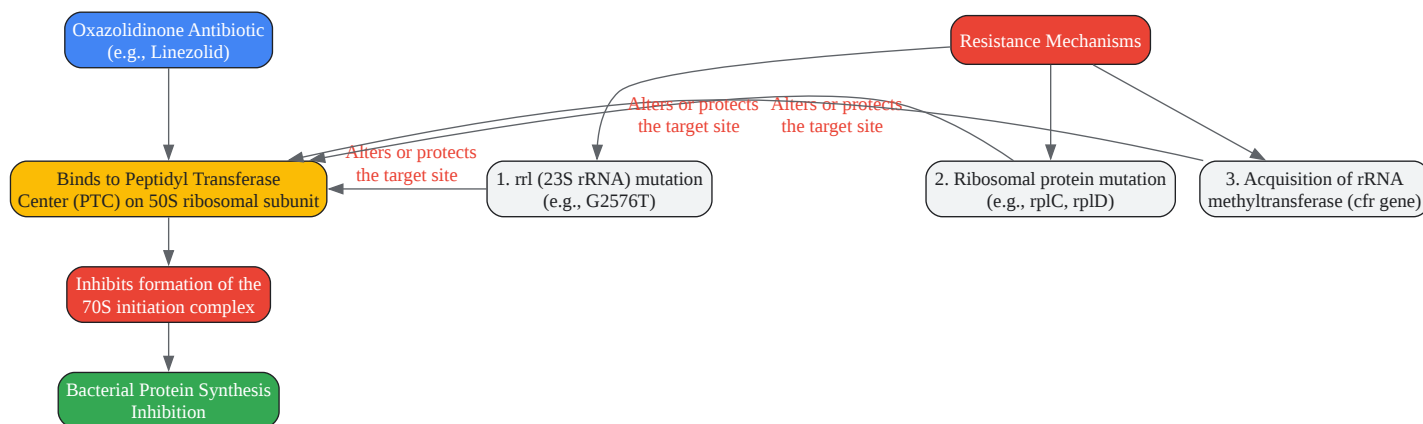 Oxazolidinone Antibiotic
(e.g., Linezolid)
Resistance Mechanisms
Alters or protects
the target site
Alters or protects
the target site
Alters or protects
the target site
Binds to Peptidyl Transferase
Center (PTC) on 50S ribosomal subunit
1. rrl (23S rRNA) mutation
(e.g., G2576T)
2. Ribosomal protein mutation
(e.g., rplC, rplD)
3. Acquisition of rRNA
methyltransferase (cfr gene)
Inhibits formation of the
70S initiation complex
Bacterial Protein Synthesis
Inhibition